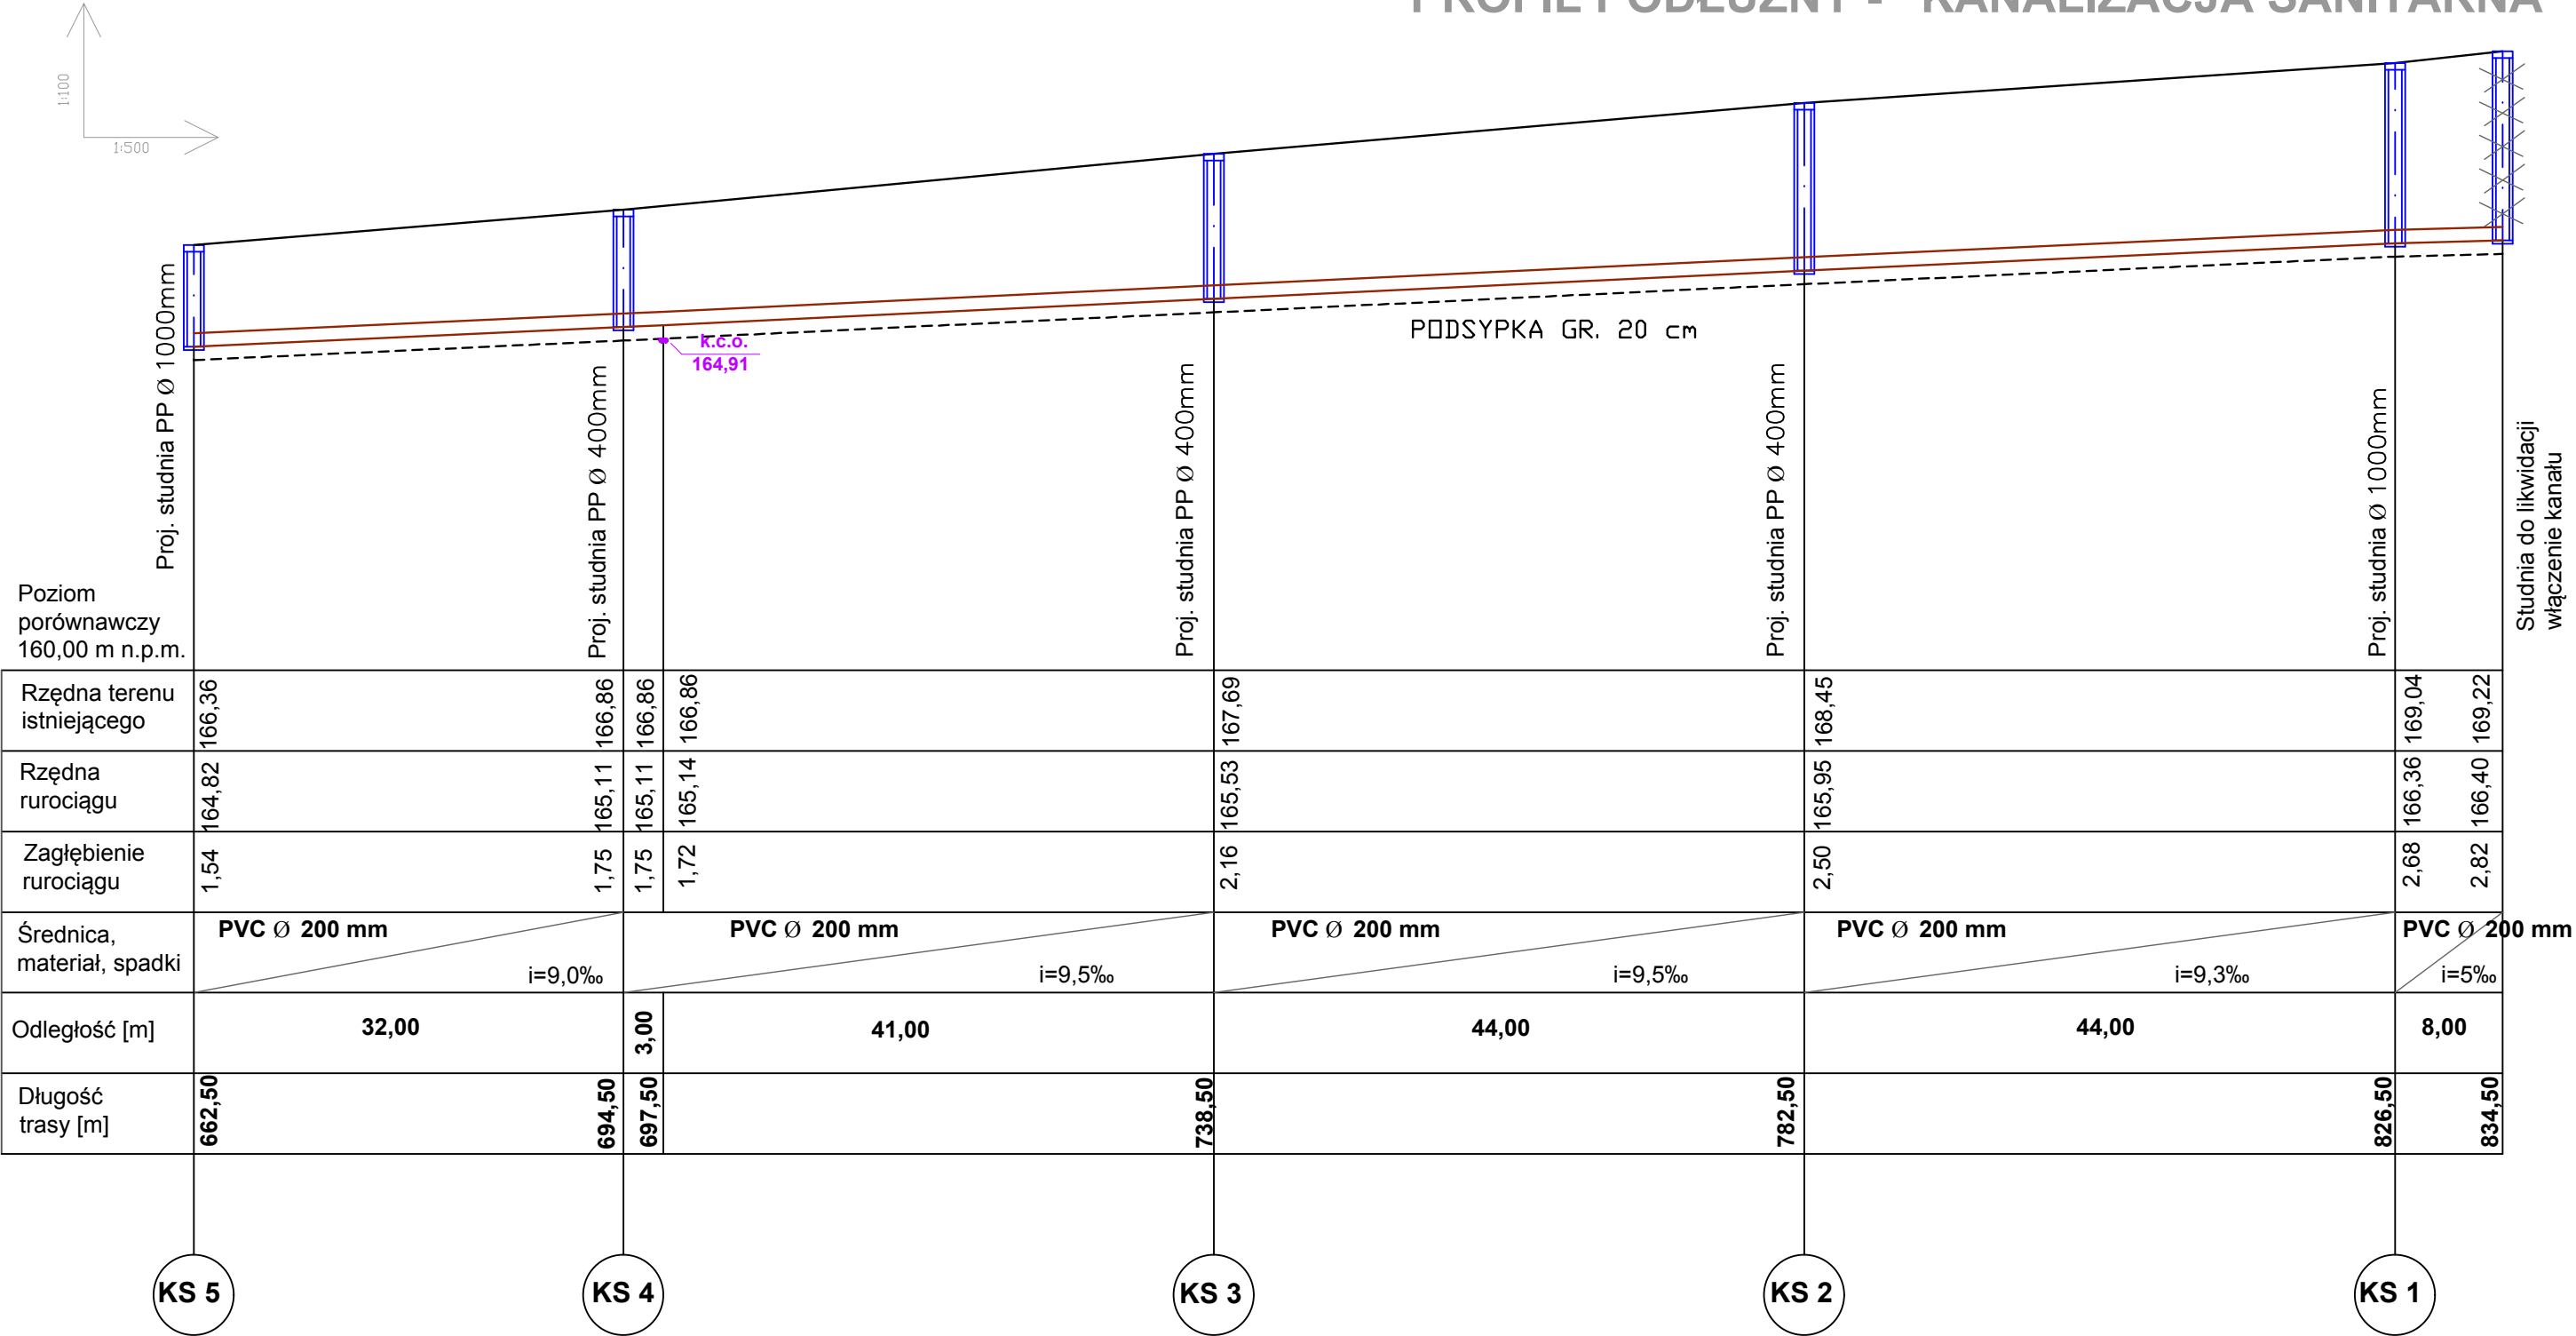 PROFIL PODŁUŻNY - KANALIZACJA SANITARNA
1:100
1:500
k.c.o.
164,91
PODSYPKA GR. 20 cm
Proj. studnia PP Ø 1000mm
Proj. studnia PP Ø 400mm
Proj. studnia PP Ø 400mm
Proj. studnia PP Ø 400mm
Proj. studnia Ø 1000mm
Studnia do likwidacji
włączenie kanału
Poziom
porównawczy
160,00 m n.p.m.
Rzędna terenu
istniejącego
166,36 166,86 166,86 166,86 167,69 168,45 169,04 169,22
Rzędna
rurociągu
164,82 165,11 165,11 165,14 165,53 165,95 166,36 166,40
Zagłębienie
rurociągu
1,54 1,75 1,75 1,72 2,16 2,50 2,68 2,82
Średnica,
materiał, spadki
PVC Ø 200 mm PVC Ø 200 mm PVC Ø 200 mm PVC Ø 200 mm PVC Ø 200 mm
i=9,0‰ i=9,5‰ i=9,5‰ i=9,3‰ i=5‰
Odległość [m]
32,00 3,00 41,00 44,00 44,00 8,00
Długość
trasy [m]
662,50 694,50 697,50 738,50 782,50 826,50 834,50
KS 5 KS 4 KS 3 KS 2 KS 1